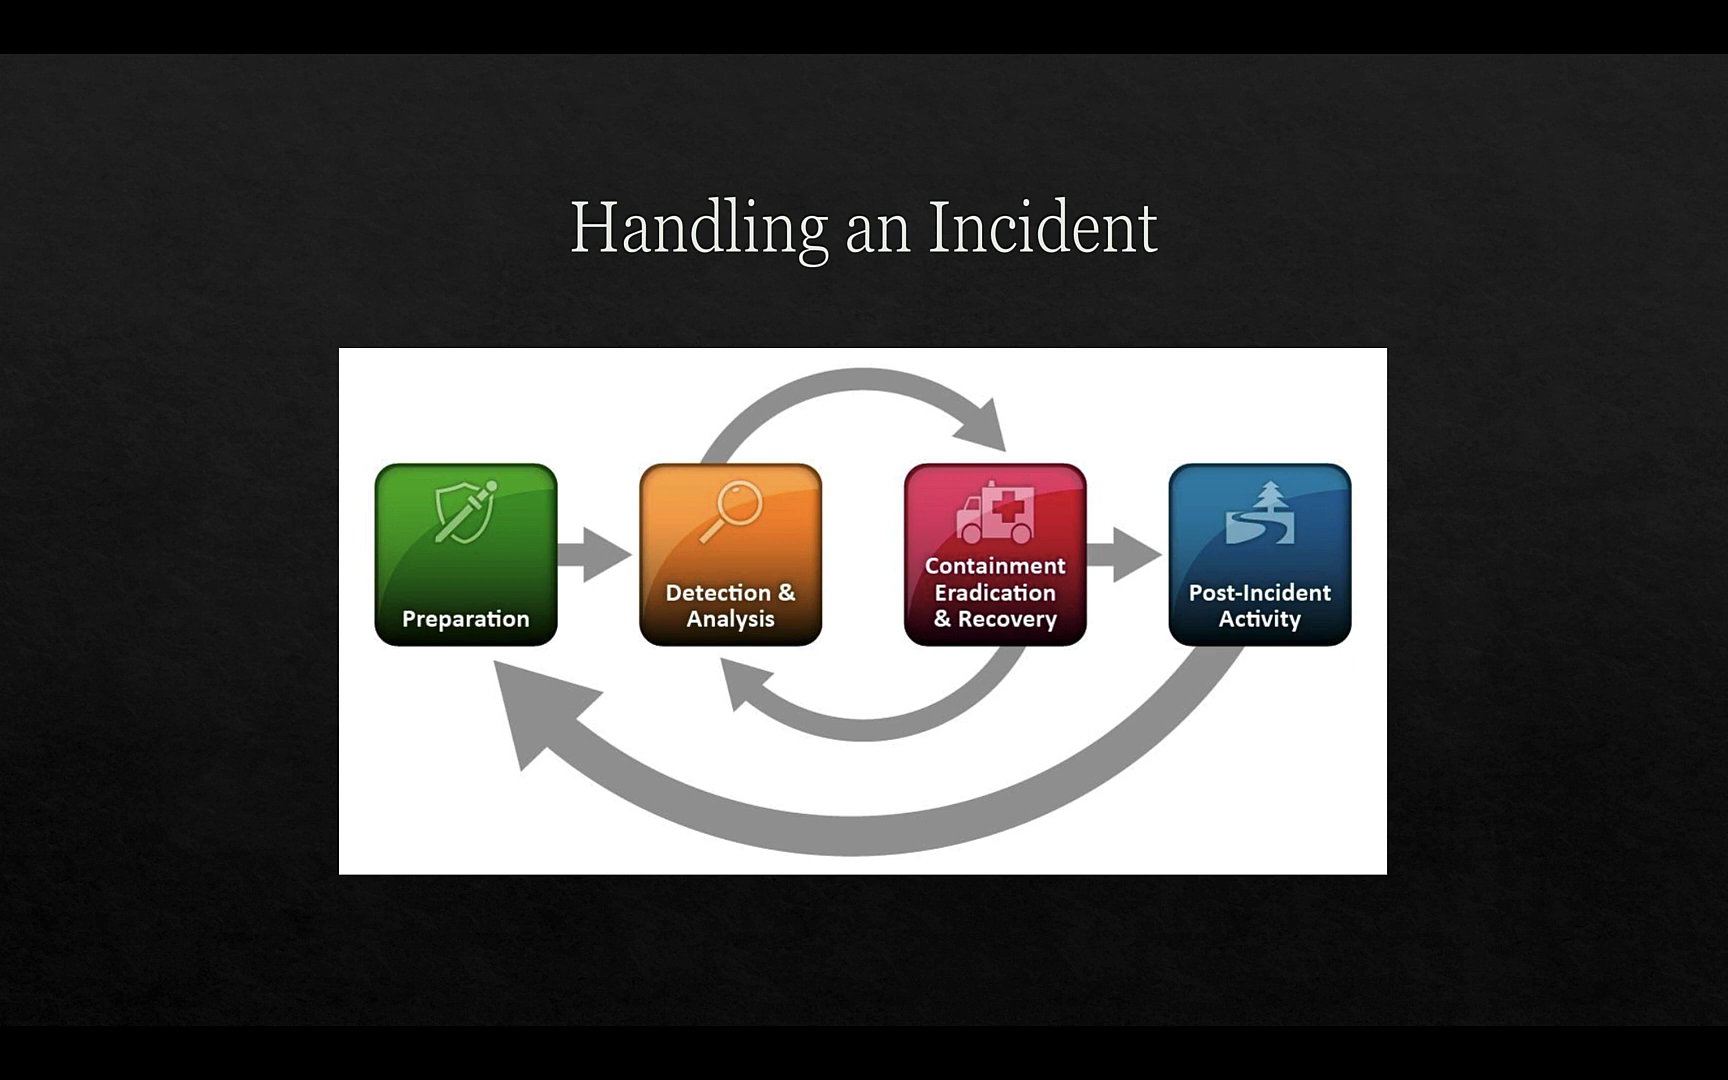 Handling an Incident
Preparation
Detection &
Analysis
Containment
Eradication
& Recovery
Post-Incident
Activity